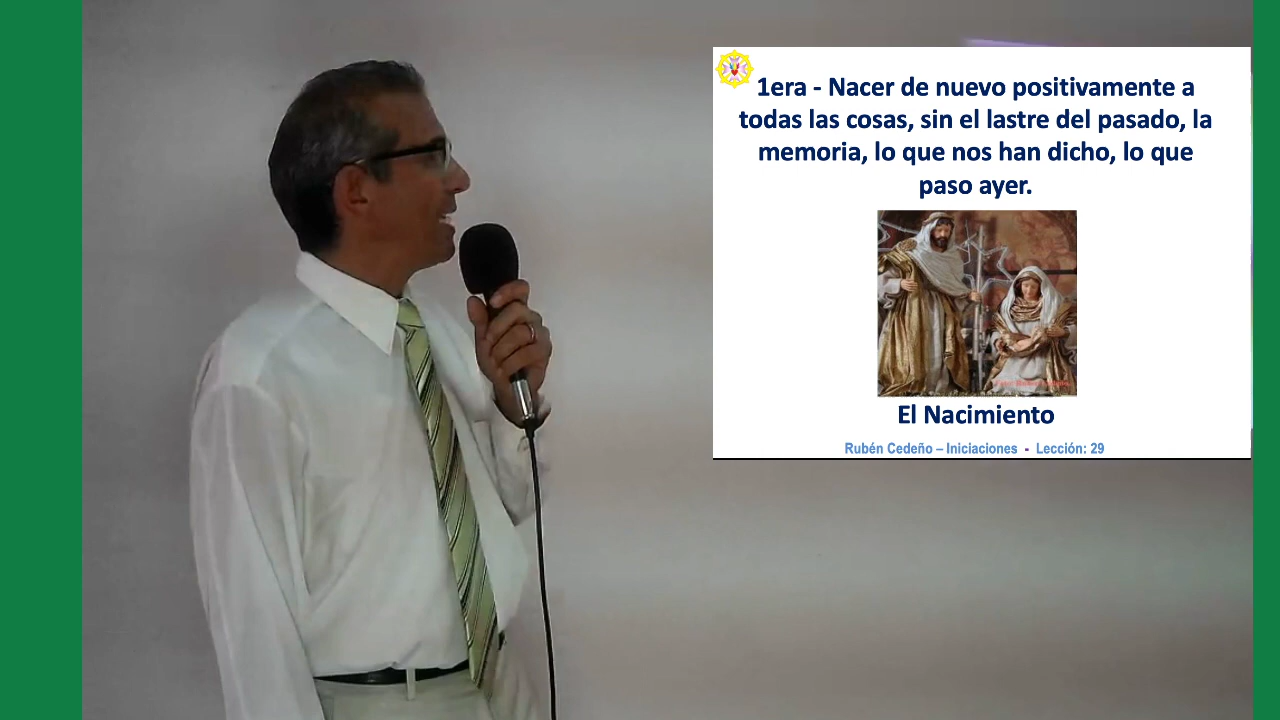 1era - Nacer de nuevo positivamente a
todas las cosas, sin el lastre del pasado, la
memoria, lo que nos han dicho, lo que
paso ayer.
El Nacimiento
Rubén Cedeño – Iniciaciones - Lección: 29